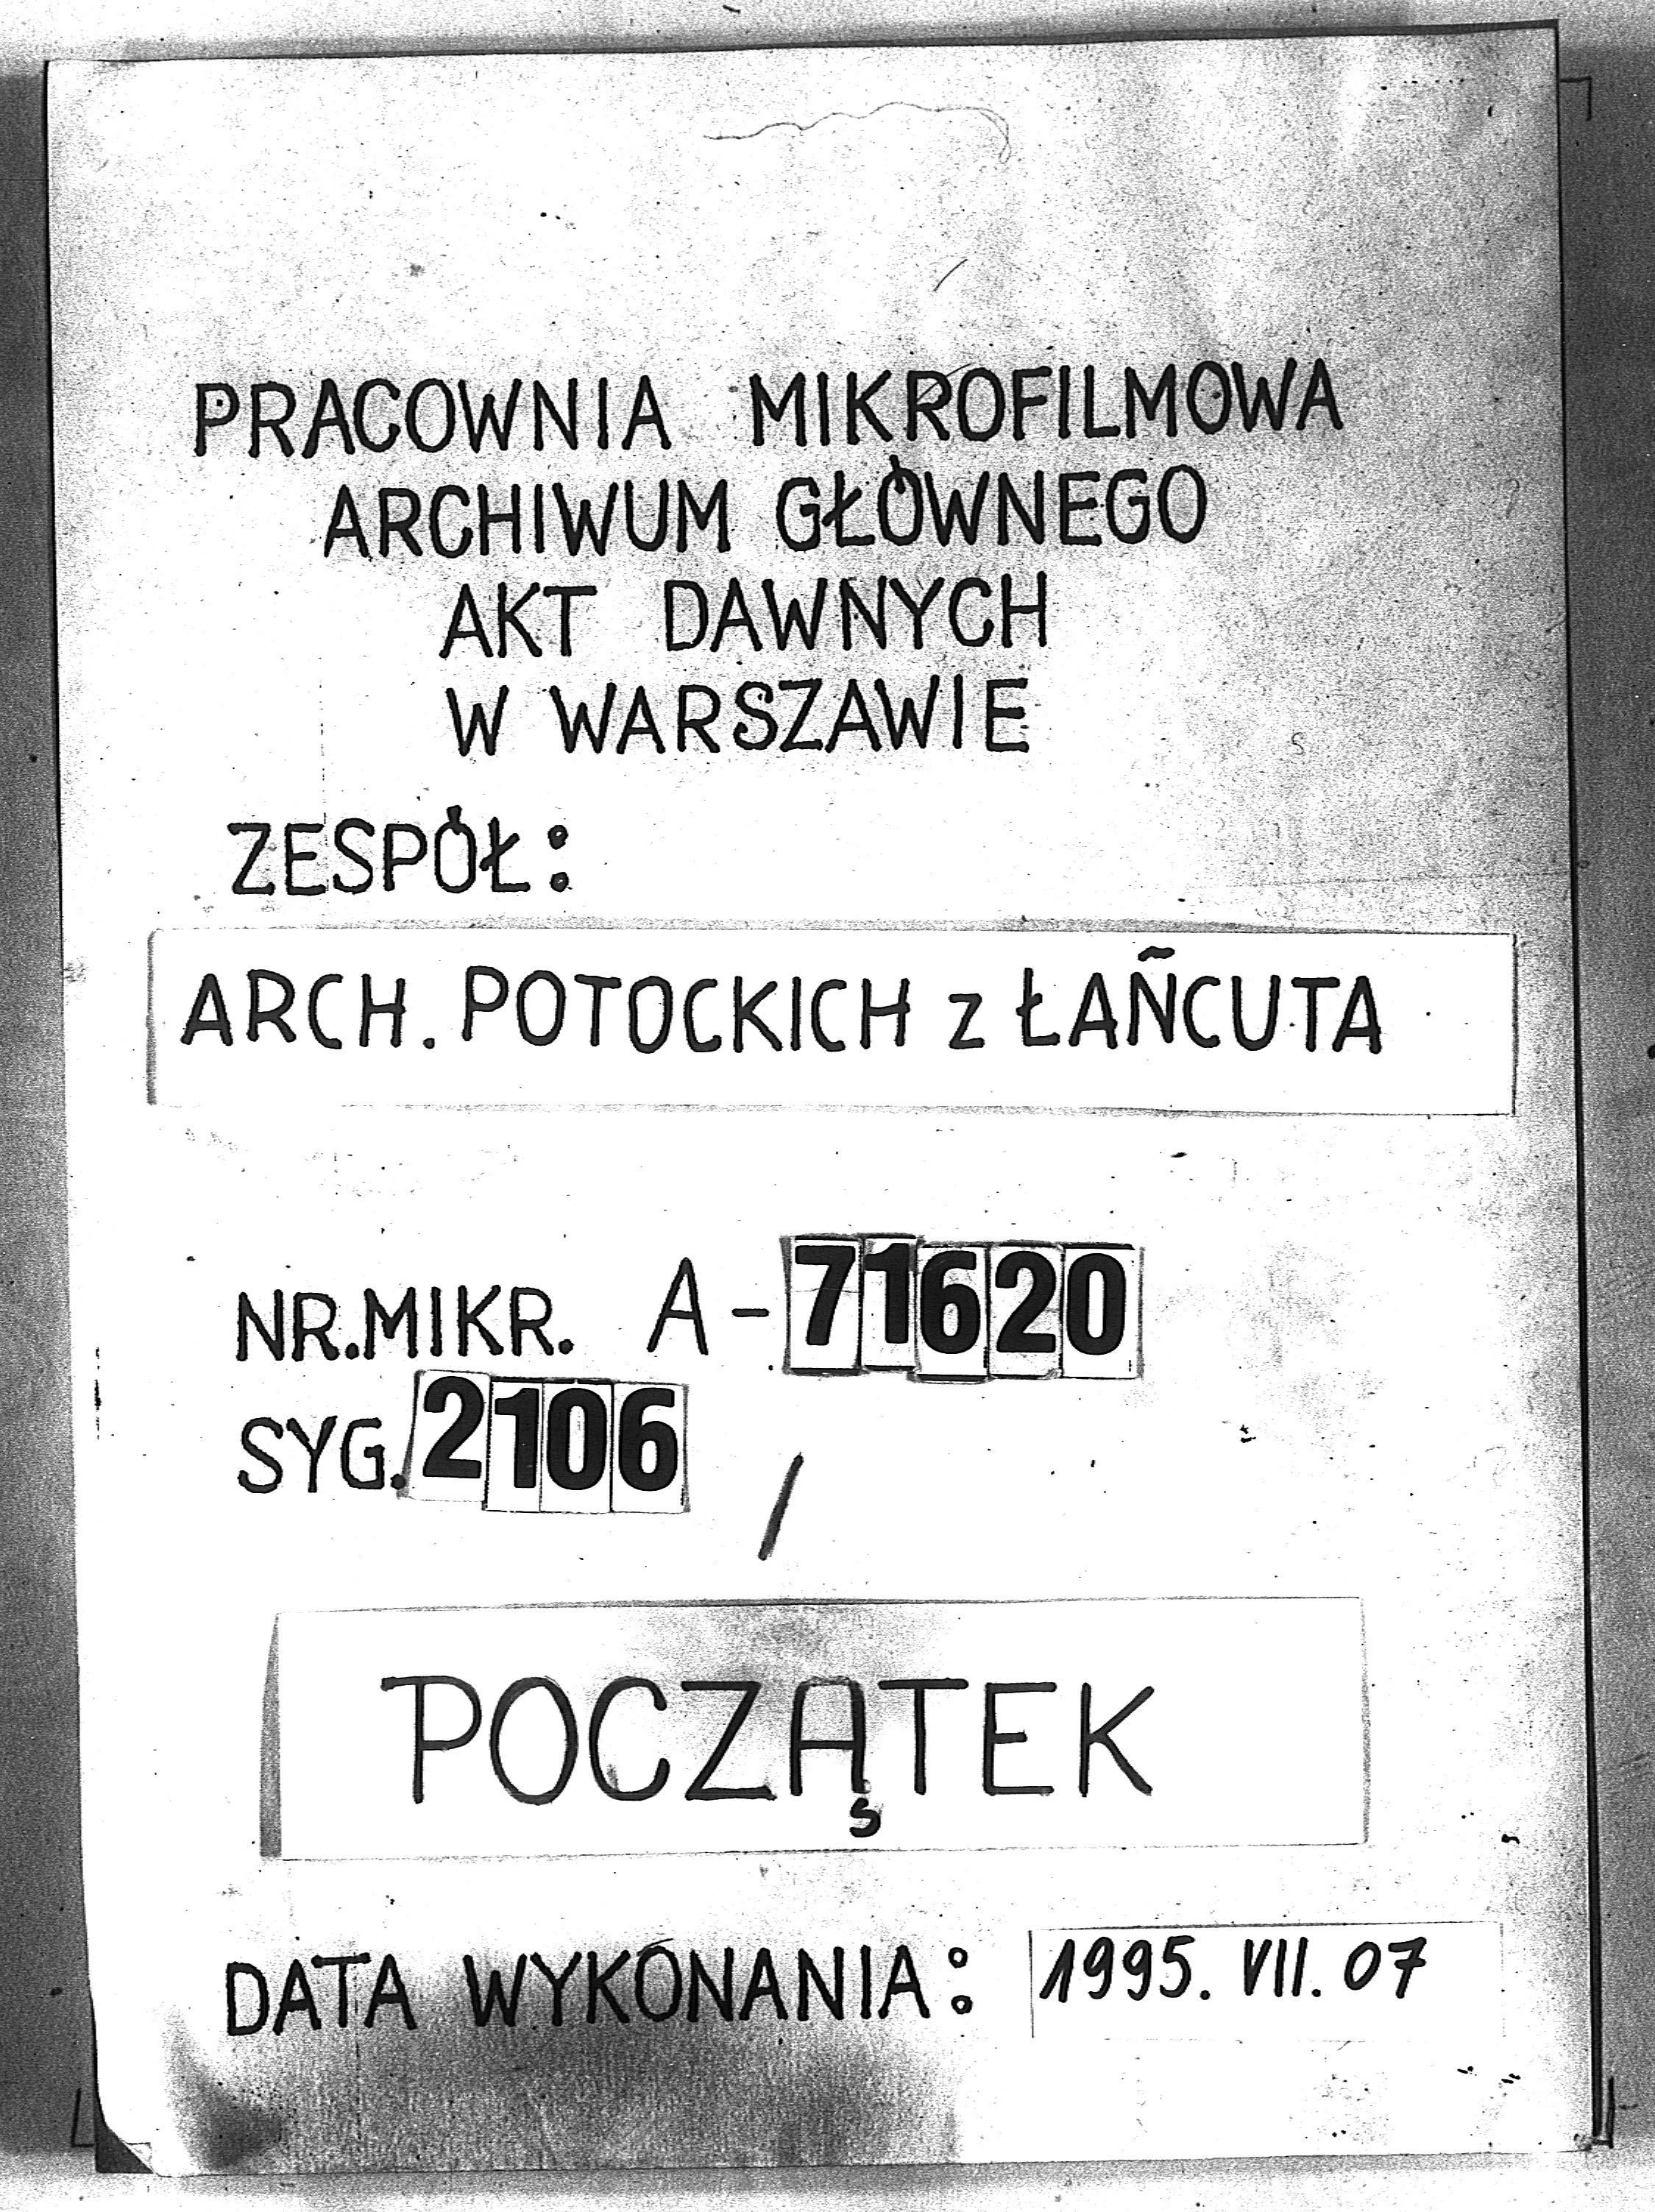 PRACOWNIA MIKROFILMOWA
ARCHIWUM GŁÓWNEGO
AKT DAWNYCH
W WARSZAWIE
ZESPÓŁ:
ARCH. POTOCKICH z ŁAŃCUTA
NR.MIKR. A-71620
SYG. 2106 /
POCZĄTEK
DATA WYKONANIA: 1995. VII. 07